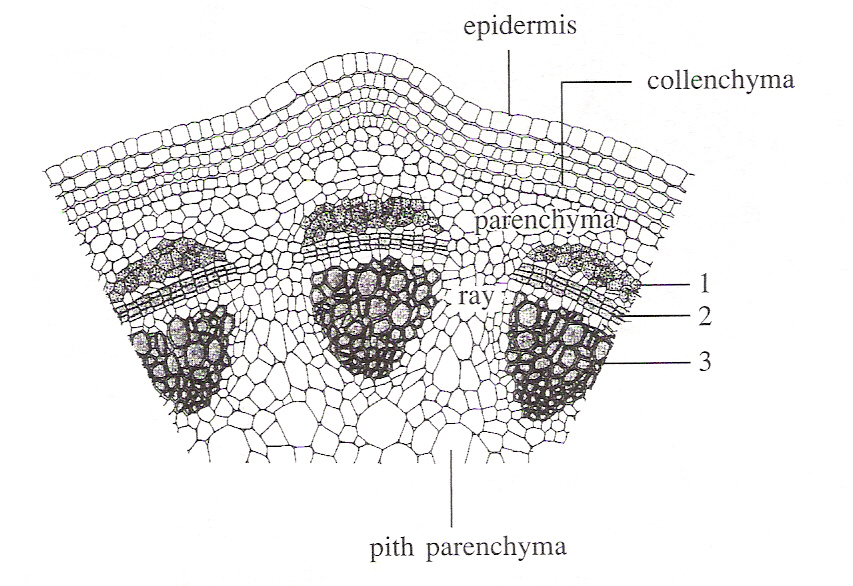 epidermis
collenchyma
parenchyma
1
ray
2
3
pith parenchyma